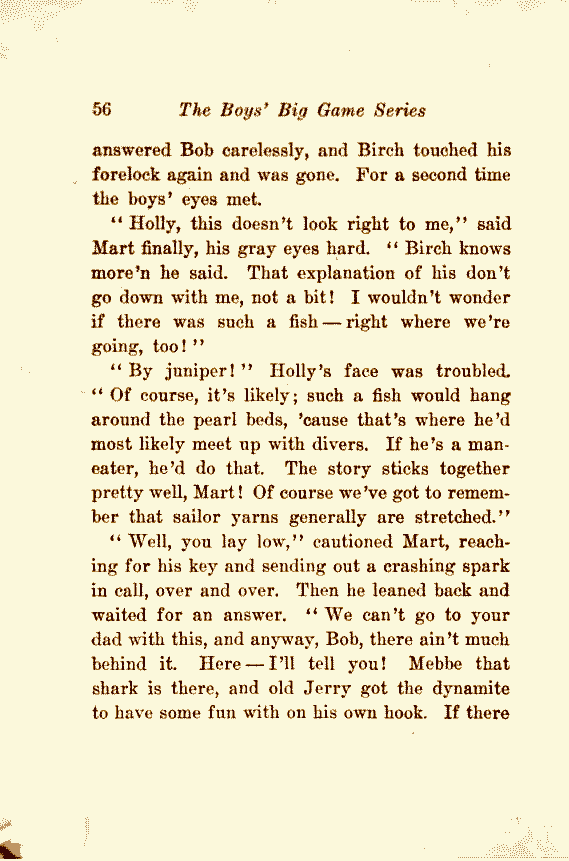 56 The Boys' Big Game Series
answered Bob carelessly, and Birch touched his
forelock again and was gone. For a second time
the boys' eyes met.
"Holly, this doesn't look right to me," said
Mart finally, his gray eyes hard. "Birch knows
more'n he said. That explanation of his don't
go down with me, not a bit! I wouldn't wonder
if there was such a fish — right where we're
going, too!"
"By juniper!" Holly's face was troubled.
"Of course, it's likely; such a fish would hang
around the pearl beds, 'cause that's where he'd
most likely meet up with divers. If he's a man-
eater, he'd do that. The story sticks together
pretty well, Mart! Of course we've got to remem-
ber that sailor yarns generally are stretched."
"Well, you lay low," cautioned Mart, reach-
ing for his key and sending out a crashing spark
in call, over and over. Then he leaned back and
waited for an answer. "We can't go to your
dad with this, and anyway, Bob, there ain't much
behind it. Here — I'll tell you! Mebbe that
shark is there, and old Jerry got the dynamite
to have some fun with on his own hook. If there